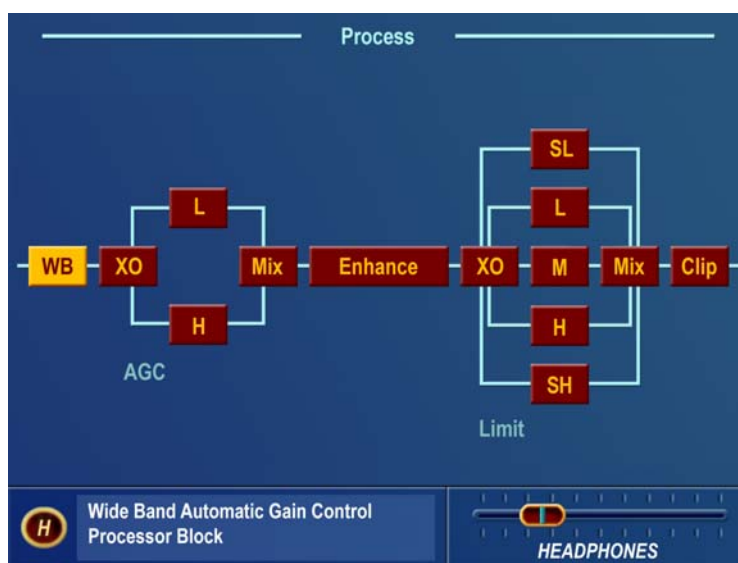 Process
SL
L
L
WB XO Mix Enhance XO M Mix Clip
H
H
AGC
SH
Limit
H
Wide Band Automatic Gain Control
Processor Block
HEADPHONES